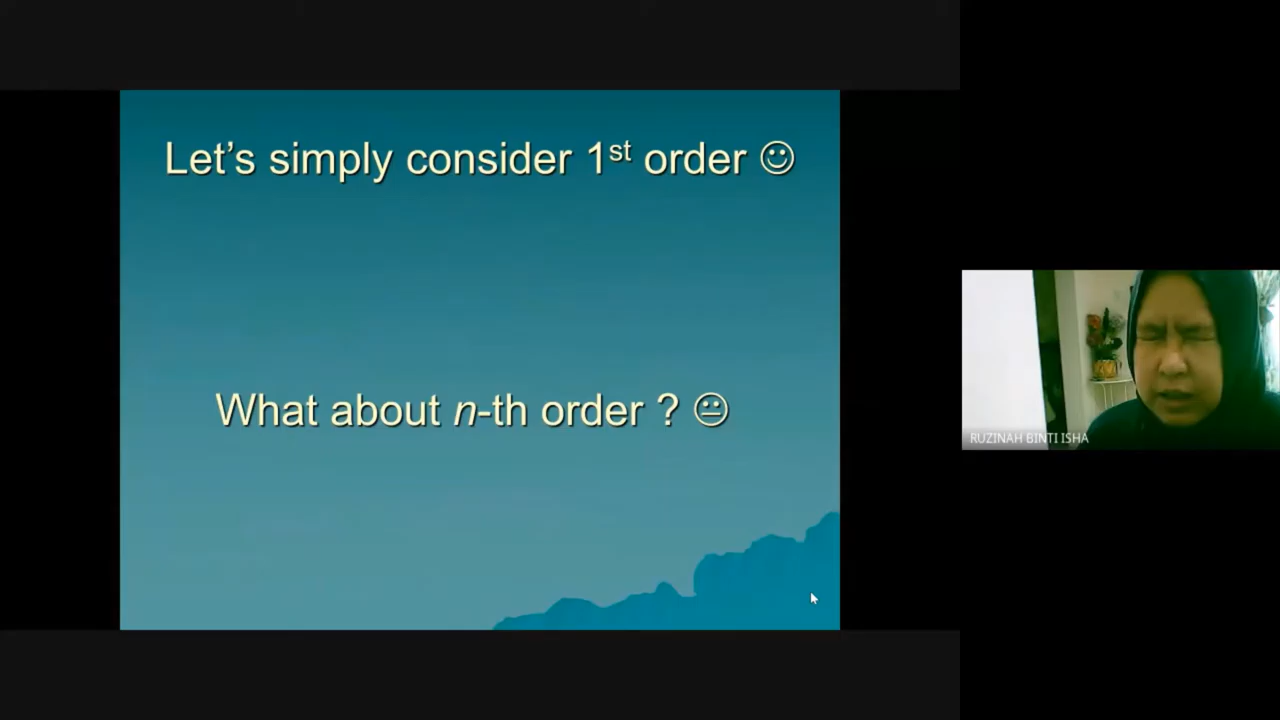 Let's simply consider 1st order ☺
What about n-th order ? 😐
RUZINAH BINTI ISHA